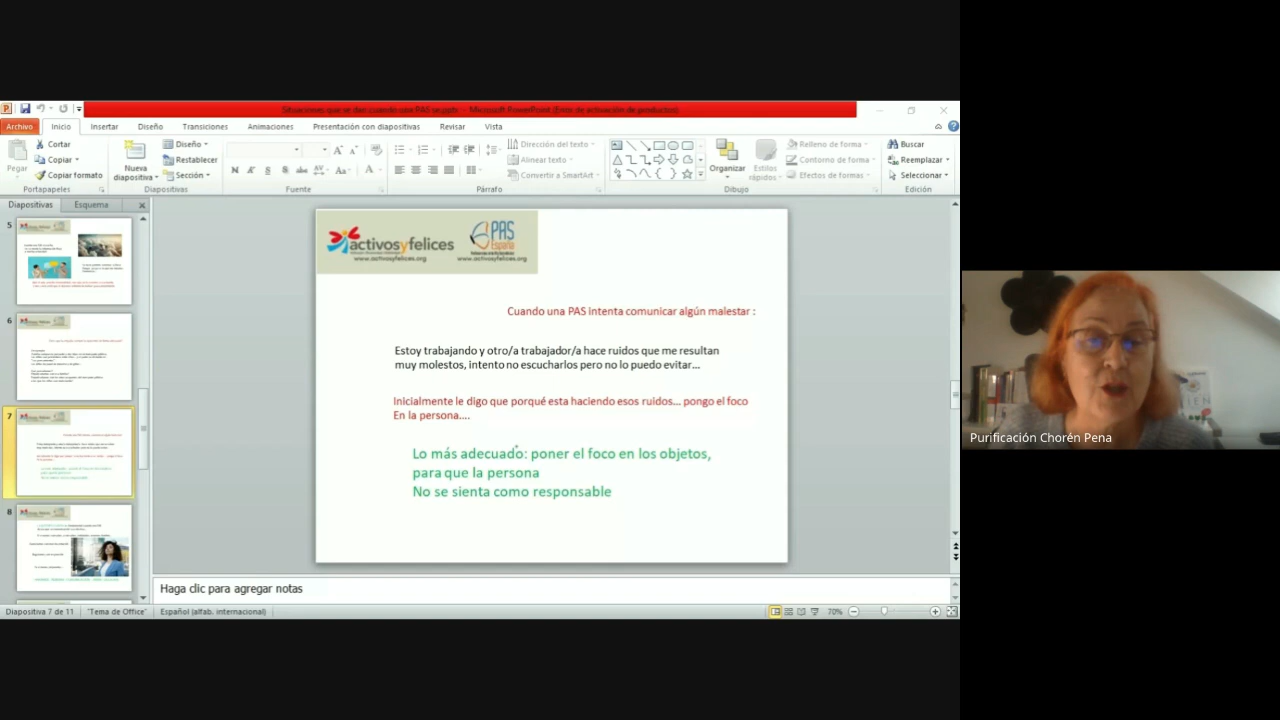 Situaciones que se dan cuando una PAS se.pptx - Microsoft PowerPoint (Error de activación de productos)
Archivo
Inicio
Insertar
Diseño
Transiciones
Animaciones
Presentación con diapositivas
Revisar
Vista
Pegar
Cortar
Copiar
Copiar formato
Portapapeles
Nueva
diapositiva
Diseño
Restablecer
Sección
Diapositivas
Fuente
Dirección del texto
Alinear texto
Convertir a SmartArt
Párrafo
Organizar
Estilos
rápidos
Relleno de forma
Contorno de forma
Efectos de formas
Dibujo
Buscar
Reemplazar
Seleccionar
Edición
Diapositivas
Esquema
5
6
7
8
activosyfelices
www.activosyfelices.org
PAS
España
www.activosyfelices.org
Cuando una PAS intenta comunicar algún malestar :
Estoy trabajando y otro/a trabajador/a hace ruidos que me resultan
muy molestos, intento no escucharlos pero no lo puedo evitar...
Inicialmente le digo que porqué esta haciendo esos ruidos... pongo el foco
En la persona....
Lo más adecuado: poner el foco en los objetos,
para que la persona
No se sienta como responsable
Haga clic para agregar notas
Diapositiva 7 de 11
"Tema de Office"
Español (alfab. internacional)
70%
Purificación Chorén Pena